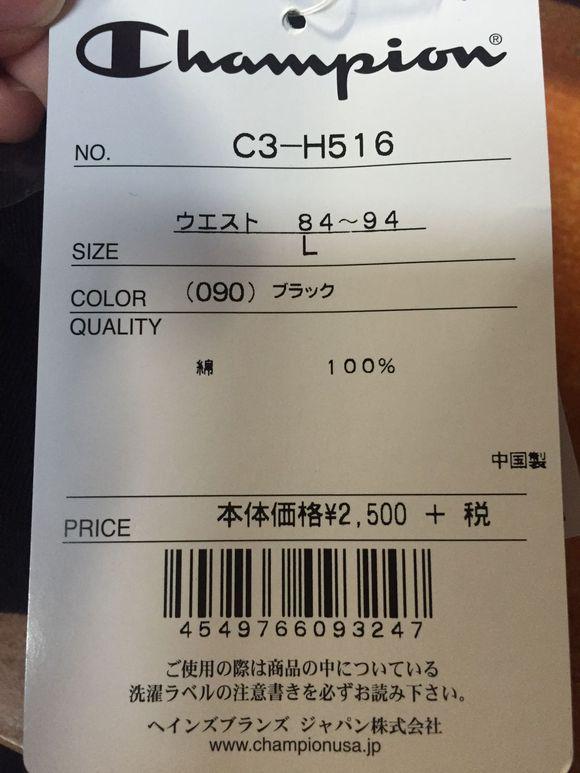 Champion®
NO. C3-H516
ウエスト 84~94
SIZE L
COLOR (090) ブラック
QUALITY
綿 100%
中国製
PRICE 本体価格¥2,500 + 税
4549766093247
ご使用の際は商品の中についている
洗濯ラベルの注意書きを必ずお読み下さい。
ヘインズブランズ ジャパン株式会社
www.championusa.jp